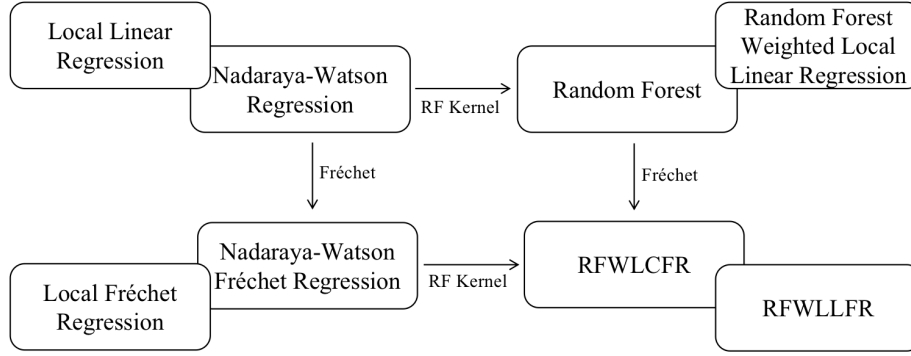 Local Linear
Regression
Nadaraya-Watson
Regression
RF Kernel
Random Forest
Random Forest
Weighted Local
Linear Regression
Fréchet
Fréchet
Nadaraya-Watson
Fréchet Regression
Local Fréchet
Regression
RF Kernel
RFWLCFR
RFWLLFR